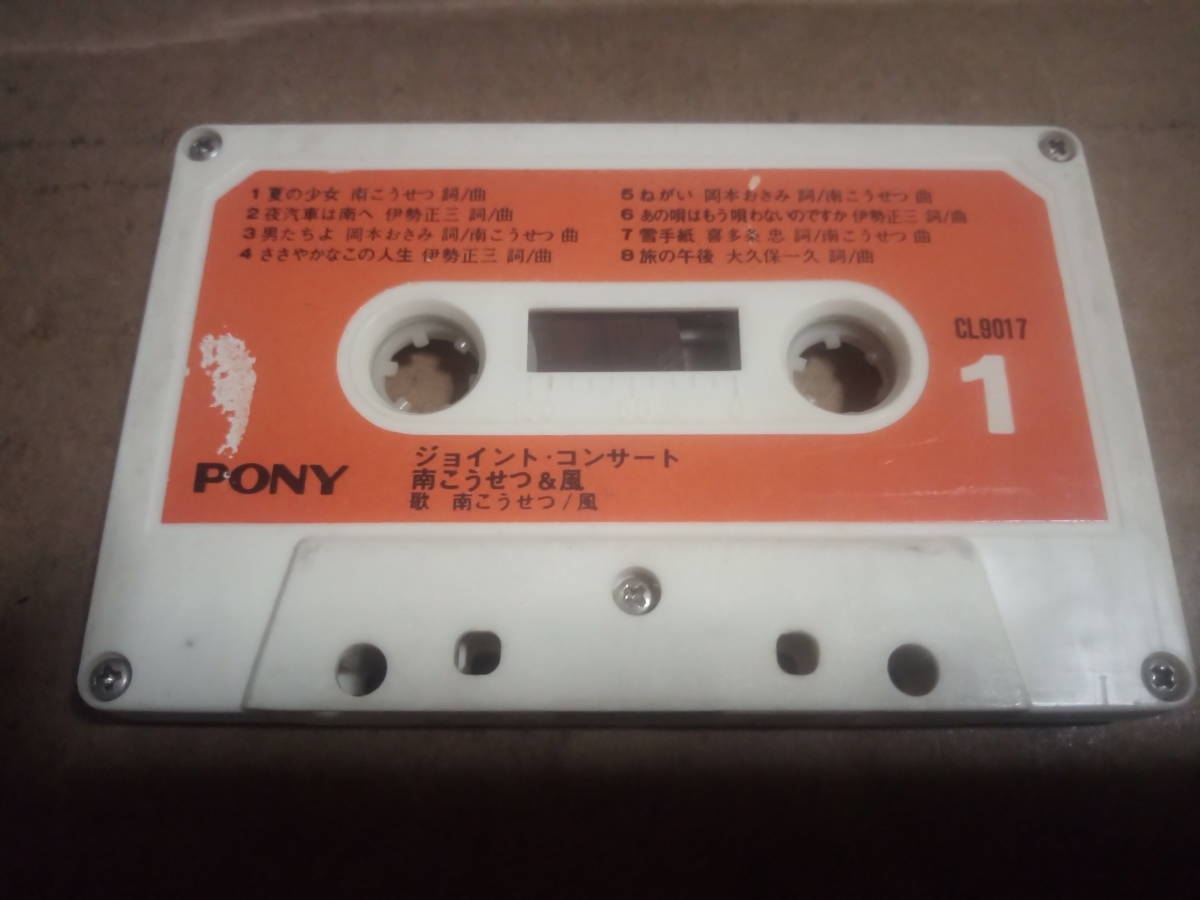 1 夏の少女 南こうせつ 詞/曲
2 夜汽車は南へ 伊勢正三 詞/曲
3 男たちよ 岡本おさみ 詞/南こうせつ 曲
4 ささやかなこの人生 伊勢正三 詞/曲
5 ねがい 岡本おさみ 詞/南こうせつ 曲
6 あの唄はもう唄わないのですか 伊勢正三 詞/曲
7 雪手紙 喜多条 忠 詞/南こうせつ 曲
8 旅の午後 大久保一久 詞/曲
CL9017
1
PONY
ジョイント・コンサート
南こうせつ&風
歌 南こうせつ/風